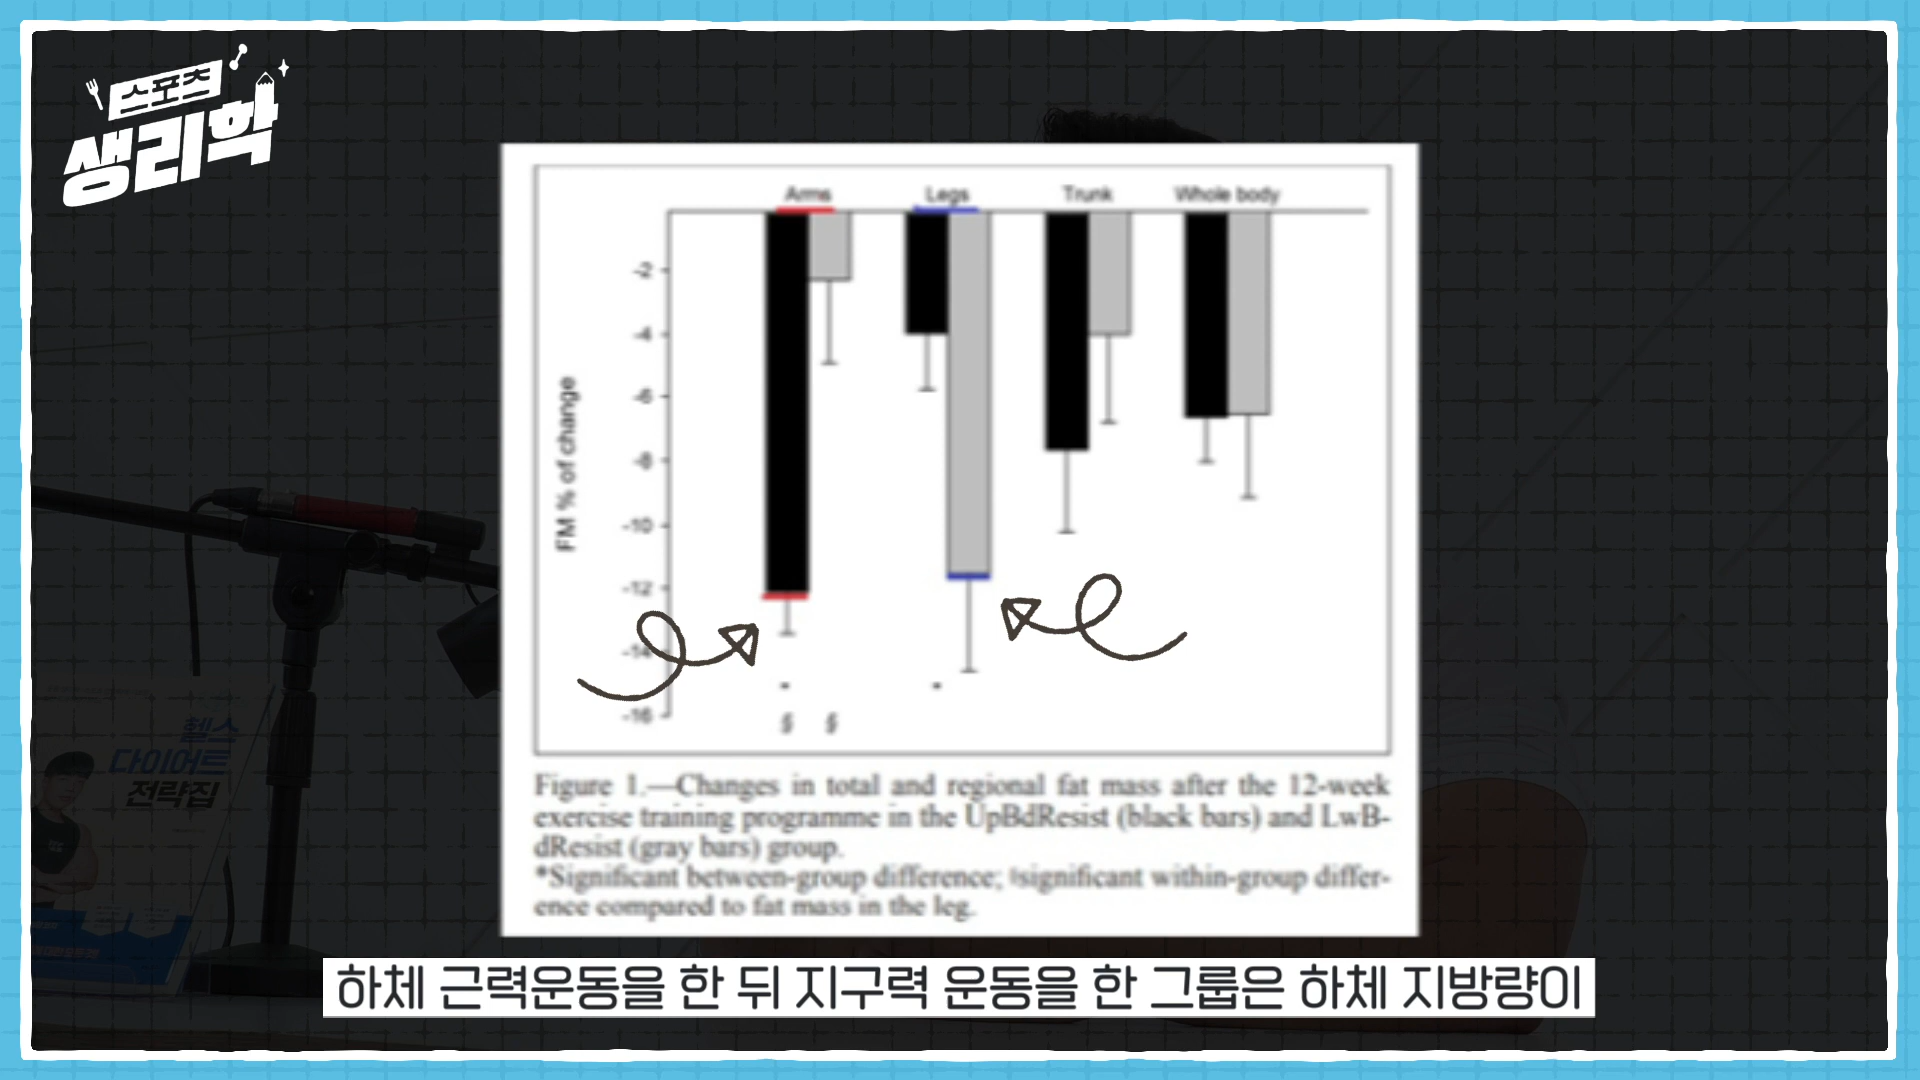 스포츠
생리학
Arms Legs Trunk Whole body
-2
-4
-6
-8
-10
-12
-14
-16
FM % of change
* *
§ §
Figure 1.—Changes in total and regional fat mass after the 12-week
exercise training programme in the UpBdResist (black bars) and LwB-
dResist (gray bars) group.
*Significant between-group difference; §significant within-group differ-
ence compared to fat mass in the leg.
헬스
다이어트
전략집
하체 근력운동을 한 뒤 지구력 운동을 한 그룹은 하체 지방량이